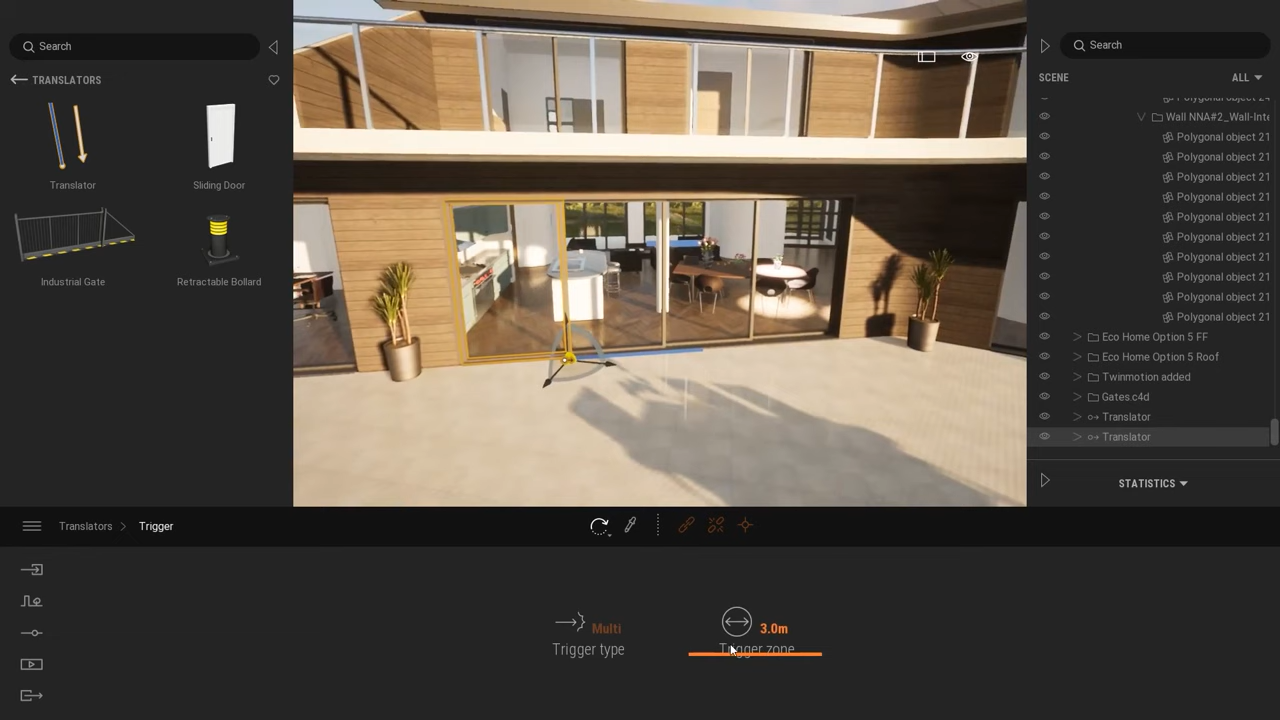 Search
TRANSLATORS
Translator
Sliding Door
Industrial Gate
Retractable Bollard
Search
SCENE
ALL
Polygonal object 24
Wall NNA#2_Wall-Inte
Polygonal object 21
Polygonal object 21
Polygonal object 21
Polygonal object 21
Polygonal object 21
Polygonal object 21
Polygonal object 21
Polygonal object 21
Polygonal object 21
Polygonal object 21
Eco Home Option 5 FF
Eco Home Option 5 Roof
Twinmotion added
Gates.c4d
Translator
Translator
STATISTICS
Translators > Trigger
Multi
Trigger type
3.0m
Trigger zone